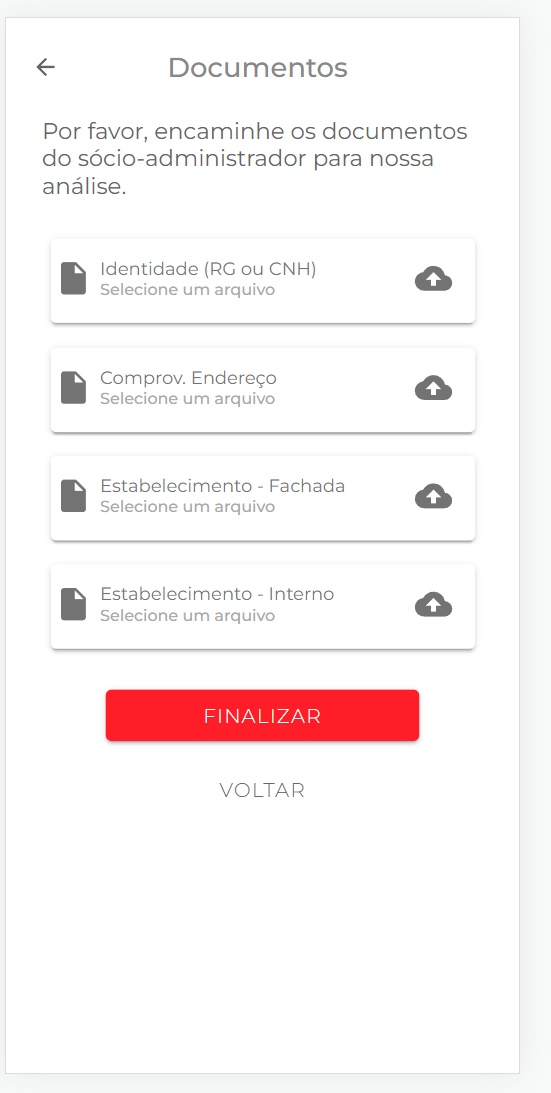 Documentos
Por favor, encaminhe os documentos
do sócio-administrador para nossa
análise.
Identidade (RG ou CNH)
Selecione um arquivo
Comprov. Endereço
Selecione um arquivo
Estabelecimento - Fachada
Selecione um arquivo
Estabelecimento - Interno
Selecione um arquivo
FINALIZAR
VOLTAR